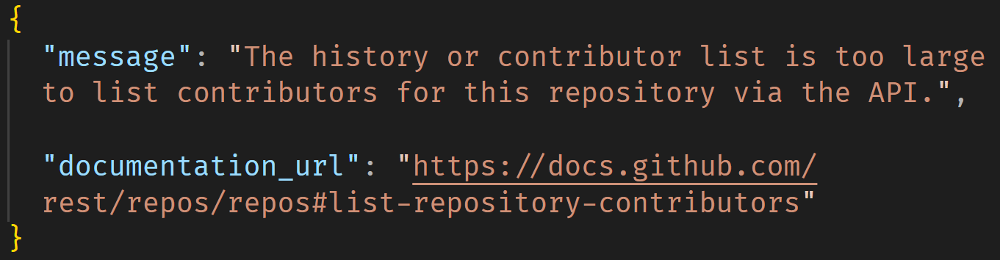 {
"message": "The history or contributor list is too large
to list contributors for this repository via the API.",
"documentation_url": "https://docs.github.com/
rest/repos/repos#list-repository-contributors"
}